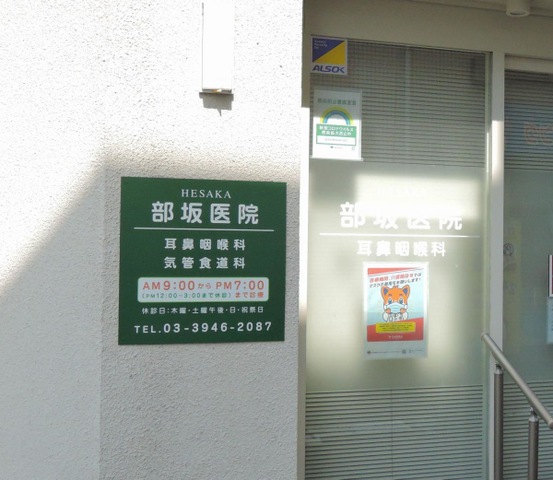 HESAKA
部坂医院
耳鼻咽喉科
気管食道科
AM9:00からPM7:00
(PM12:00~3:00まで休診)まで診療
休診日:木曜・土曜午後・日・祝祭日
TEL.03-3946-2087
ALSOK
部坂医院
耳鼻咽喉科